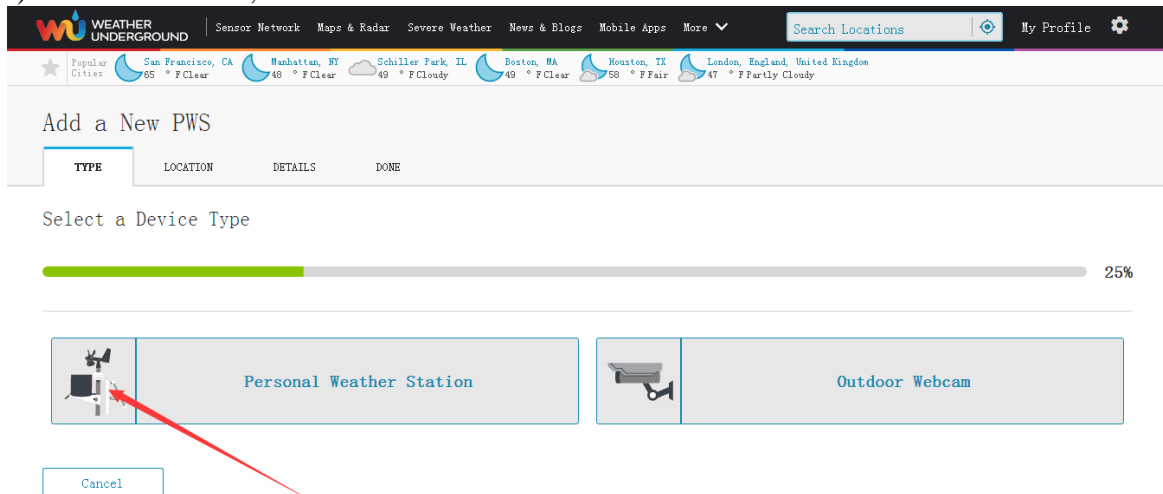 WEATHER
UNDERGROUND
Sensor Network Maps & Radar Severe Weather News & Blogs Mobile Apps More
Search Locations
My Profile
Popular
Cities
San Francisco, CA
65 ° F Clear
Manhattan, NY
48 ° F Clear
Schiller Park, IL
49 ° F Cloudy
Boston, MA
49 ° F Clear
Houston, TX
58 ° F Fair
London, England, United Kingdom
47 ° F Partly Cloudy
Add a New PWS
TYPE LOCATION DETAILS DONE
Select a Device Type
25%
Personal Weather Station
Outdoor Webcam
Cancel